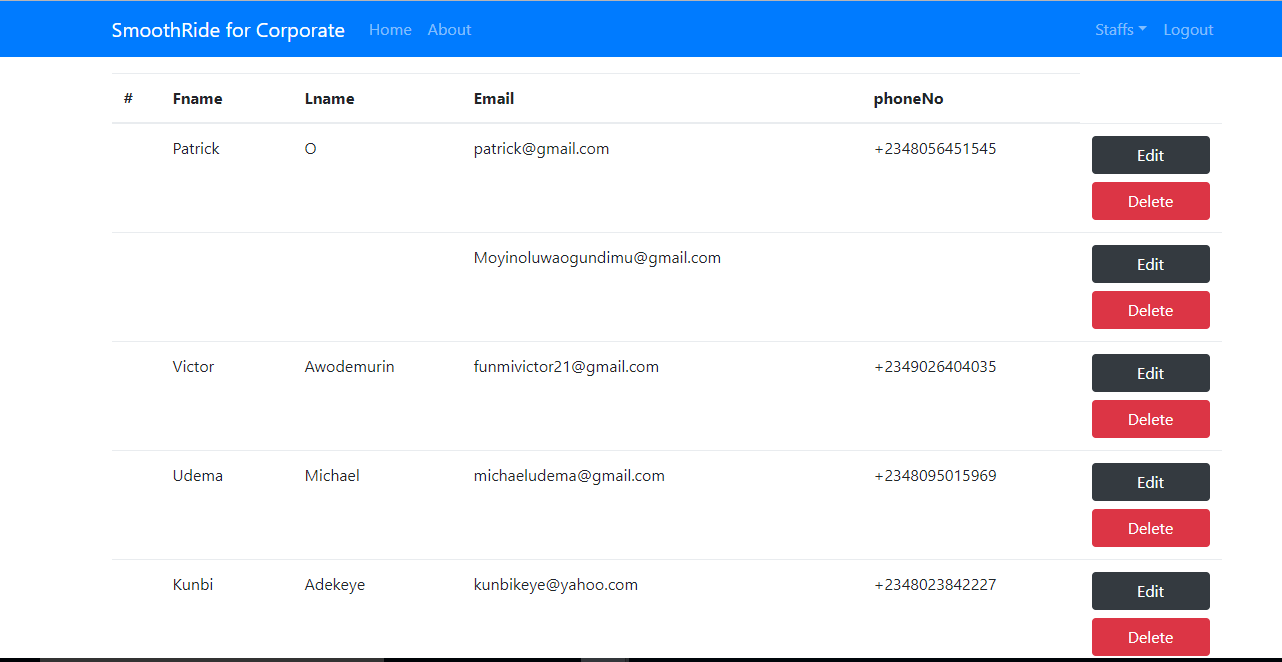 SmoothRide for Corporate Home About Staffs Logout
# Fname Lname Email phoneNo
Patrick O patrick@gmail.com +2348056451545 Edit
Delete
Moyinoluwaogundimu@gmail.com Edit
Delete
Victor Awodemurin funmivictor21@gmail.com +2349026404035 Edit
Delete
Udema Michael michaeludema@gmail.com +2348095015969 Edit
Delete
Kunbi Adekeye kunbikeye@yahoo.com +2348023842227 Edit
Delete